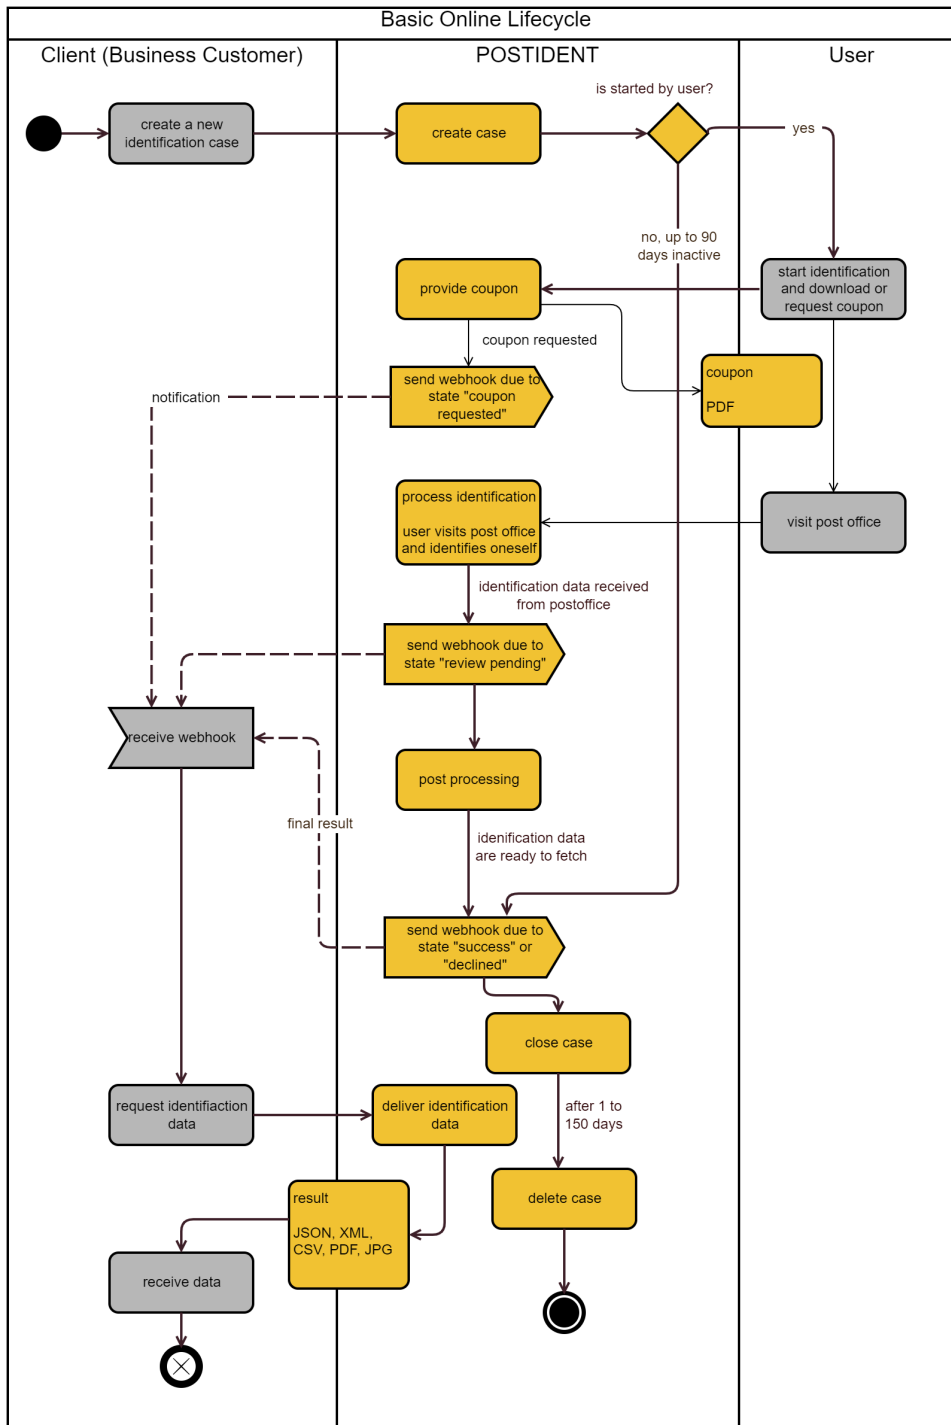 Basic Online Lifecycle
Client (Business Customer)
POSTIDENT
User
is started by user?
create a new
identification case
create case
yes
no, up to 90
days inactive
provide coupon
start identification
and download or
request coupon
coupon requested
send webhook due to
state "coupon
requested"
coupon
PDF
notification
process identification
user visits post office
and identifies oneself
visit post office
identification data received
from postoffice
send webhook due to
state "review pending"
receive webhook
post processing
final result
idenification data
are ready to fetch
send webhook due to
state "success" or
"declined"
close case
request identifiaction
data
deliver identification
data
after 1 to
150 days
result
JSON, XML,
CSV, PDF, JPG
delete case
receive data